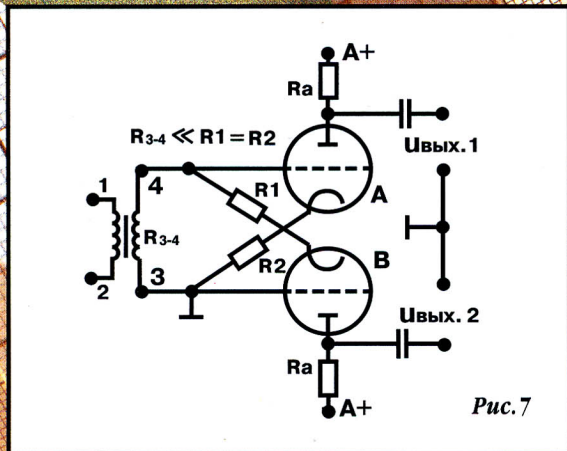 A+
Ra
Uвых.1
R3-4 ≪ R1=R2
4
1
R1
A
R3-4
R2
B
3
2
Uвых. 2
Ra
A+
Рис. 7